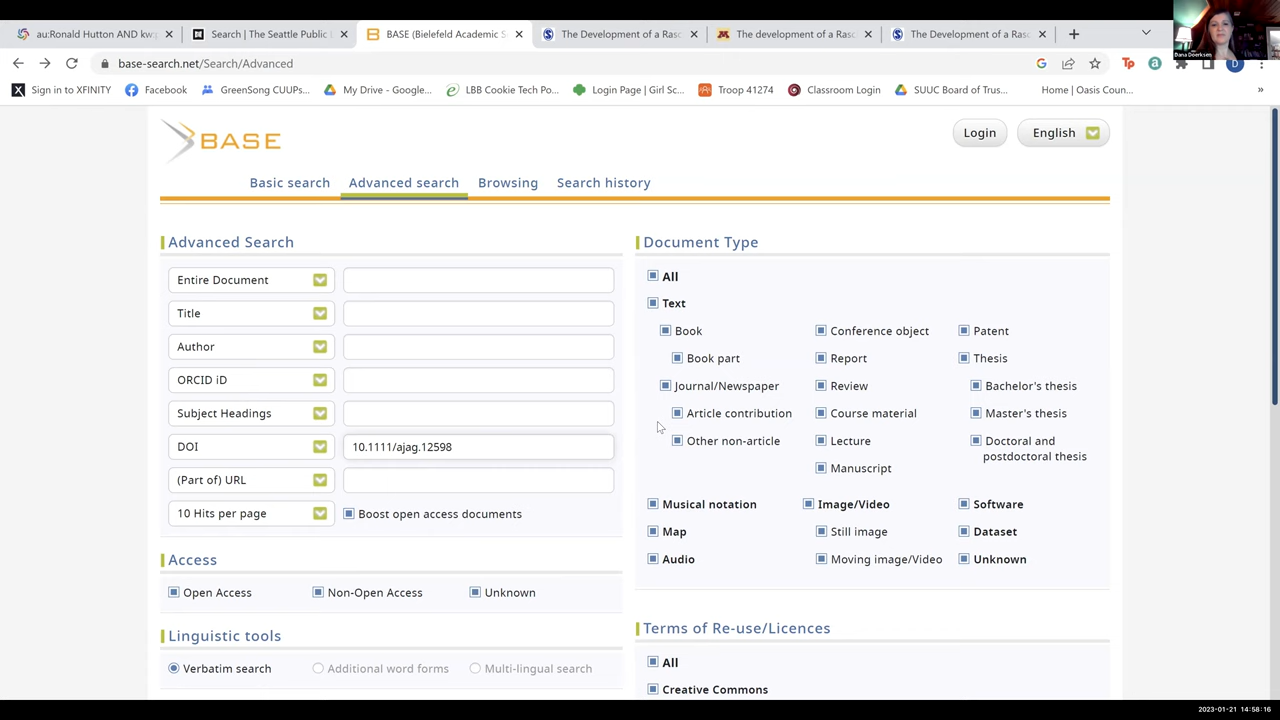 au:Ronald Hutton AND kw:
Search | The Seattle Public
BASE (Bielefeld Academic S
The Development of a Ras
The development of a Ras
The Development of a Ras
base-search.net/Search/Advanced
Dana Doerksen
Sign in to XFINITY
Facebook
GreenSong CUUPs...
My Drive - Google...
LBB Cookie Tech Po...
Login Page | Girl Sc...
Troop 41274
Classroom Login
SUUC Board of Trus...
Home | Oasis Coun...
»
BASE
Login
English
Basic search
Advanced search
Browsing
Search history
Advanced Search
Entire Document
Title
Author
ORCID iD
Subject Headings
DOI 10.1111/ajag.12598
(Part of) URL
10 Hits per page Boost open access documents
Access
Open Access Non-Open Access Unknown
Linguistic tools
Verbatim search Additional word forms Multi-lingual search
Document Type
All
Text
Book Conference object Patent
Book part Report Thesis
Journal/Newspaper Review Bachelor's thesis
Article contribution Course material Master's thesis
Other non-article Lecture Doctoral and
postdoctoral thesis
Manuscript
Musical notation Image/Video Software
Map Still image Dataset
Audio Moving image/Video Unknown
Terms of Re-use/Licences
All
Creative Commons
2023-01-21 14:58:16